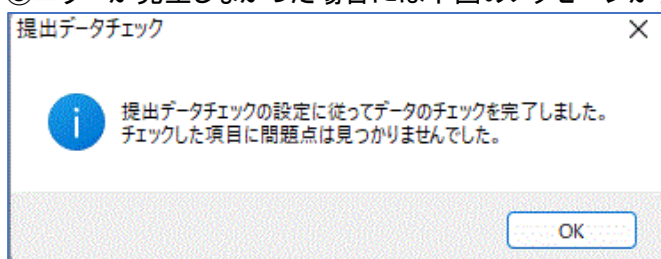 提出データチェック
提出データチェックの設定に従ってデータのチェックを完了しました。
チェックした項目に問題点は見つかりませんでした。
OK